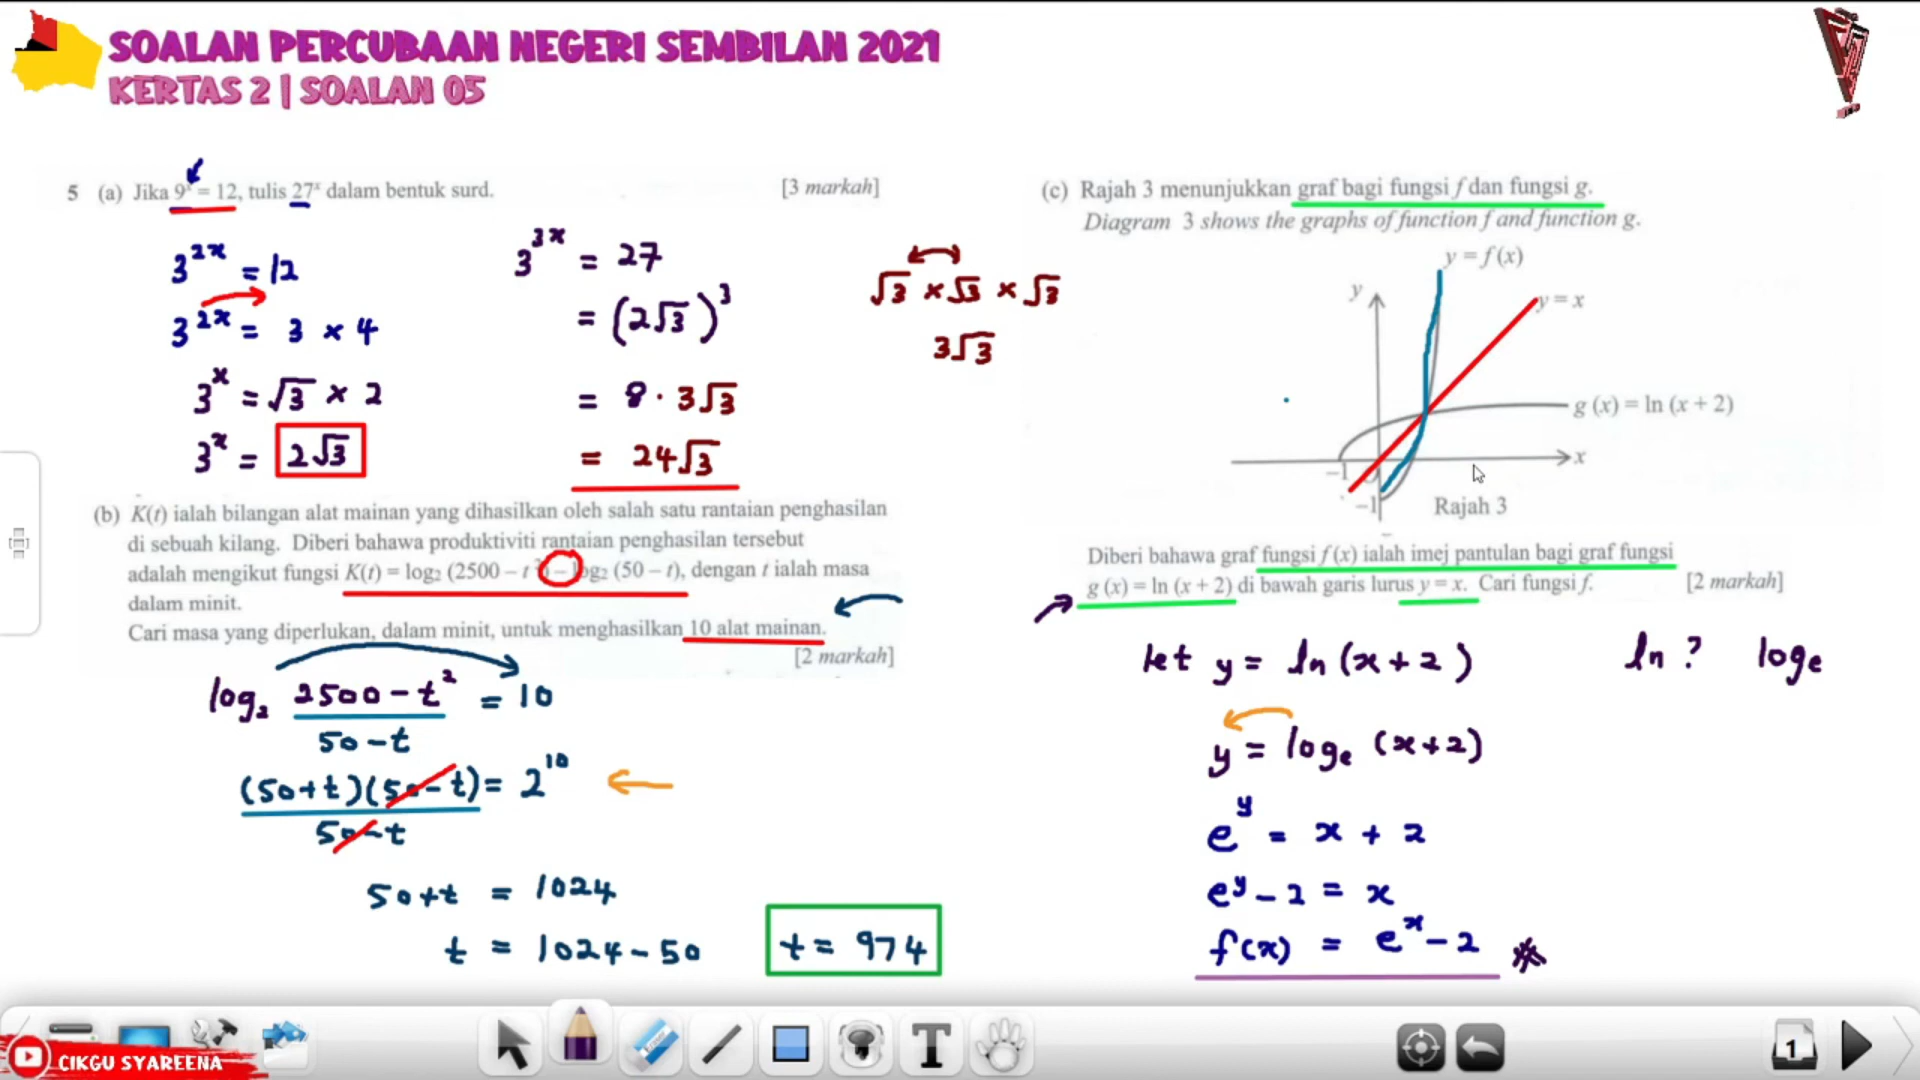 SOALAN PERCUBAAN NEGERI SEMBILAN 2021
KERTAS 2 | SOALAN 05
5 (a) Jika 9ˣ = 12, tulis 27ˣ dalam bentuk surd. [3 markah]
3²ˣ = 12
3²ˣ = 3 × 4
3ˣ = √3 × 2
3ˣ = 2√3
3³ˣ = 27
= (2√3)³
= 8 · 3√3
= 24√3
√3 × √3 × √3
3√3
(b) K(t) ialah bilangan alat mainan yang dihasilkan oleh salah satu rantaian penghasilan
di sebuah kilang. Diberi bahawa produktiviti rantaian penghasilan tersebut
adalah mengikut fungsi K(t) = log₂ (2500 – t – log₂ (50 – t), dengan t ialah masa
dalam minit.
Cari masa yang diperlukan, dalam minit, untuk menghasilkan 10 alat mainan.
[2 markah]
log₂ 2500 - t² = 10
50 - t
(50+t)(50-t) = 2¹⁰
50-t
50+t = 1024
t = 1024 - 50
t = 974
(c) Rajah 3 menunjukkan graf bagi fungsi f dan fungsi g.
Diagram 3 shows the graphs of function f and function g.
y = f (x)
y
y = x
g (x) = ln (x + 2)
x
–1
–1
Rajah 3
Diberi bahawa graf fungsi f (x) ialah imej pantulan bagi graf fungsi
g (x) = ln (x + 2) di bawah garis lurus y = x. Cari fungsi f. [2 markah]
let y = ln (x + 2)
ln ? logₑ
y = logₑ (x+2)
eʸ = x + 2
eʸ - 2 = x
f(x) = eˣ - 2
T
1
CIKGU SYAREENA